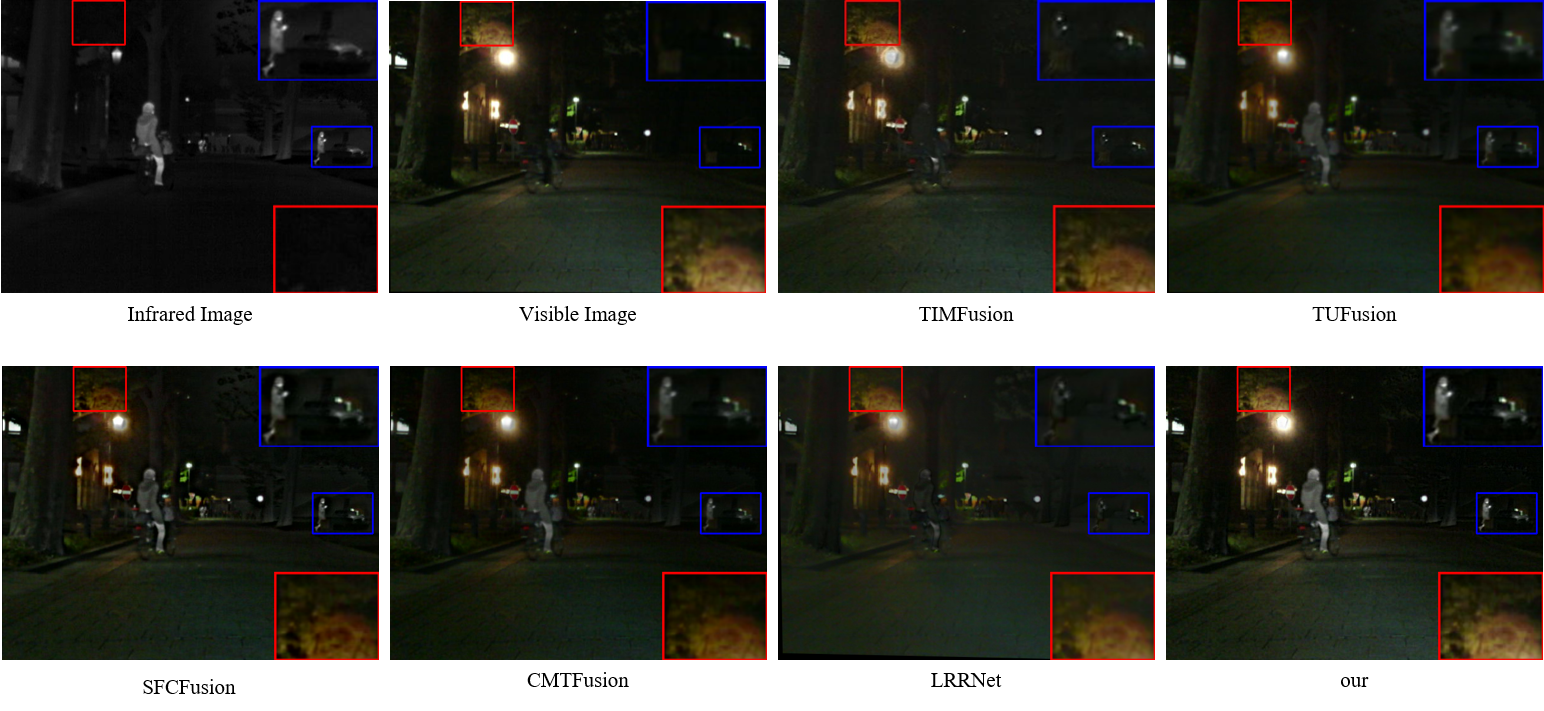 Infrared Image
Visible Image
TIMFusion
TUFusion
SFCFusion
CMTFusion
LRRNet
our